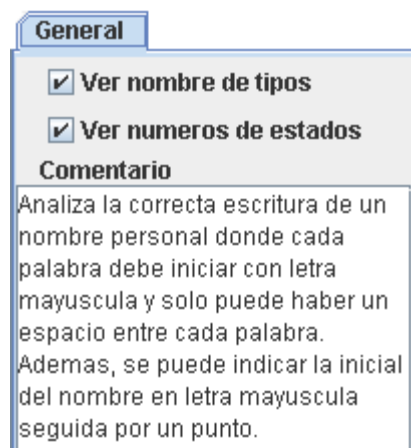 General
Ver nombre de tipos
Ver numeros de estados
Comentario
Analiza la correcta escritura de un
nombre personal donde cada
palabra debe iniciar con letra
mayuscula y solo puede haber un
espacio entre cada palabra.
Ademas, se puede indicar la inicial
del nombre en letra mayuscula
seguida por un punto.